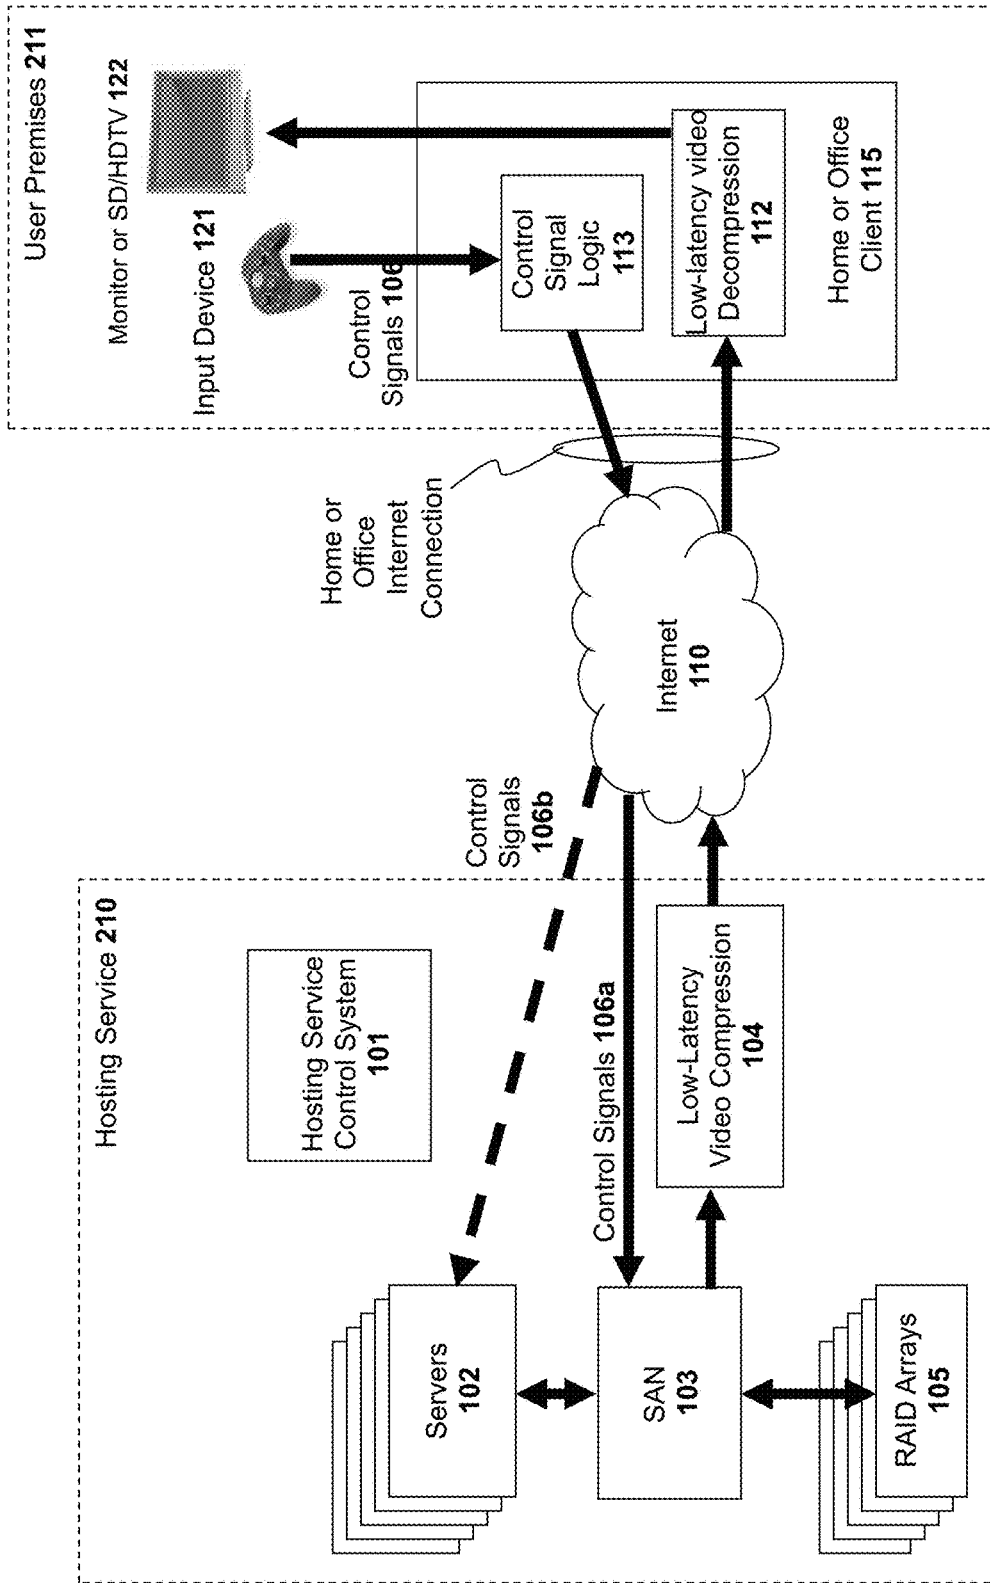 Hosting Service 210
Hosting Service
Control System
101
Servers
102
SAN
103
RAID Arrays
105
Control Signals 106a
Low-Latency
Video Compression
104
Control
Signals
106b
Internet
110
Home or
Office
Internet
Connection
User Premises 211
Monitor or SD/HDTV 122
Input Device 121
Control
Signals 106
Control
Signal
Logic
113
Low-latency video
Decompression
112
Home or Office
Client 115